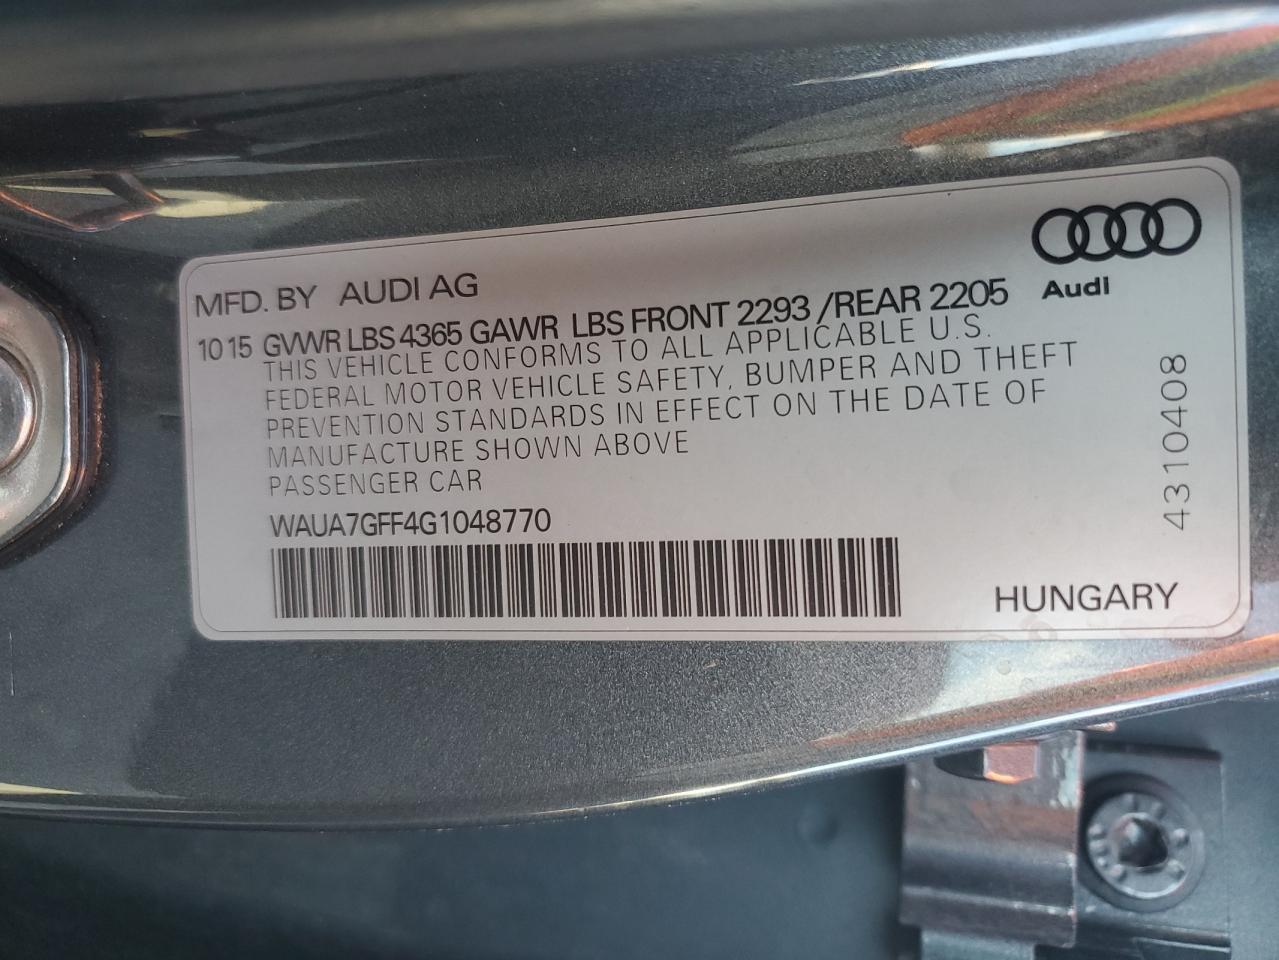 MFD. BY AUDI AG
Audi
10 15 GVWR LBS 4365 GAWR LBS FRONT 2293 /REAR 2205
THIS VEHICLE CONFORMS TO ALL APPLICABLE U.S.
FEDERAL MOTOR VEHICLE SAFETY, BUMPER AND THEFT
PREVENTION STANDARDS IN EFFECT ON THE DATE OF
MANUFACTURE SHOWN ABOVE
PASSENGER CAR
WAUA7GFF4G1048770
HUNGARY
4310408